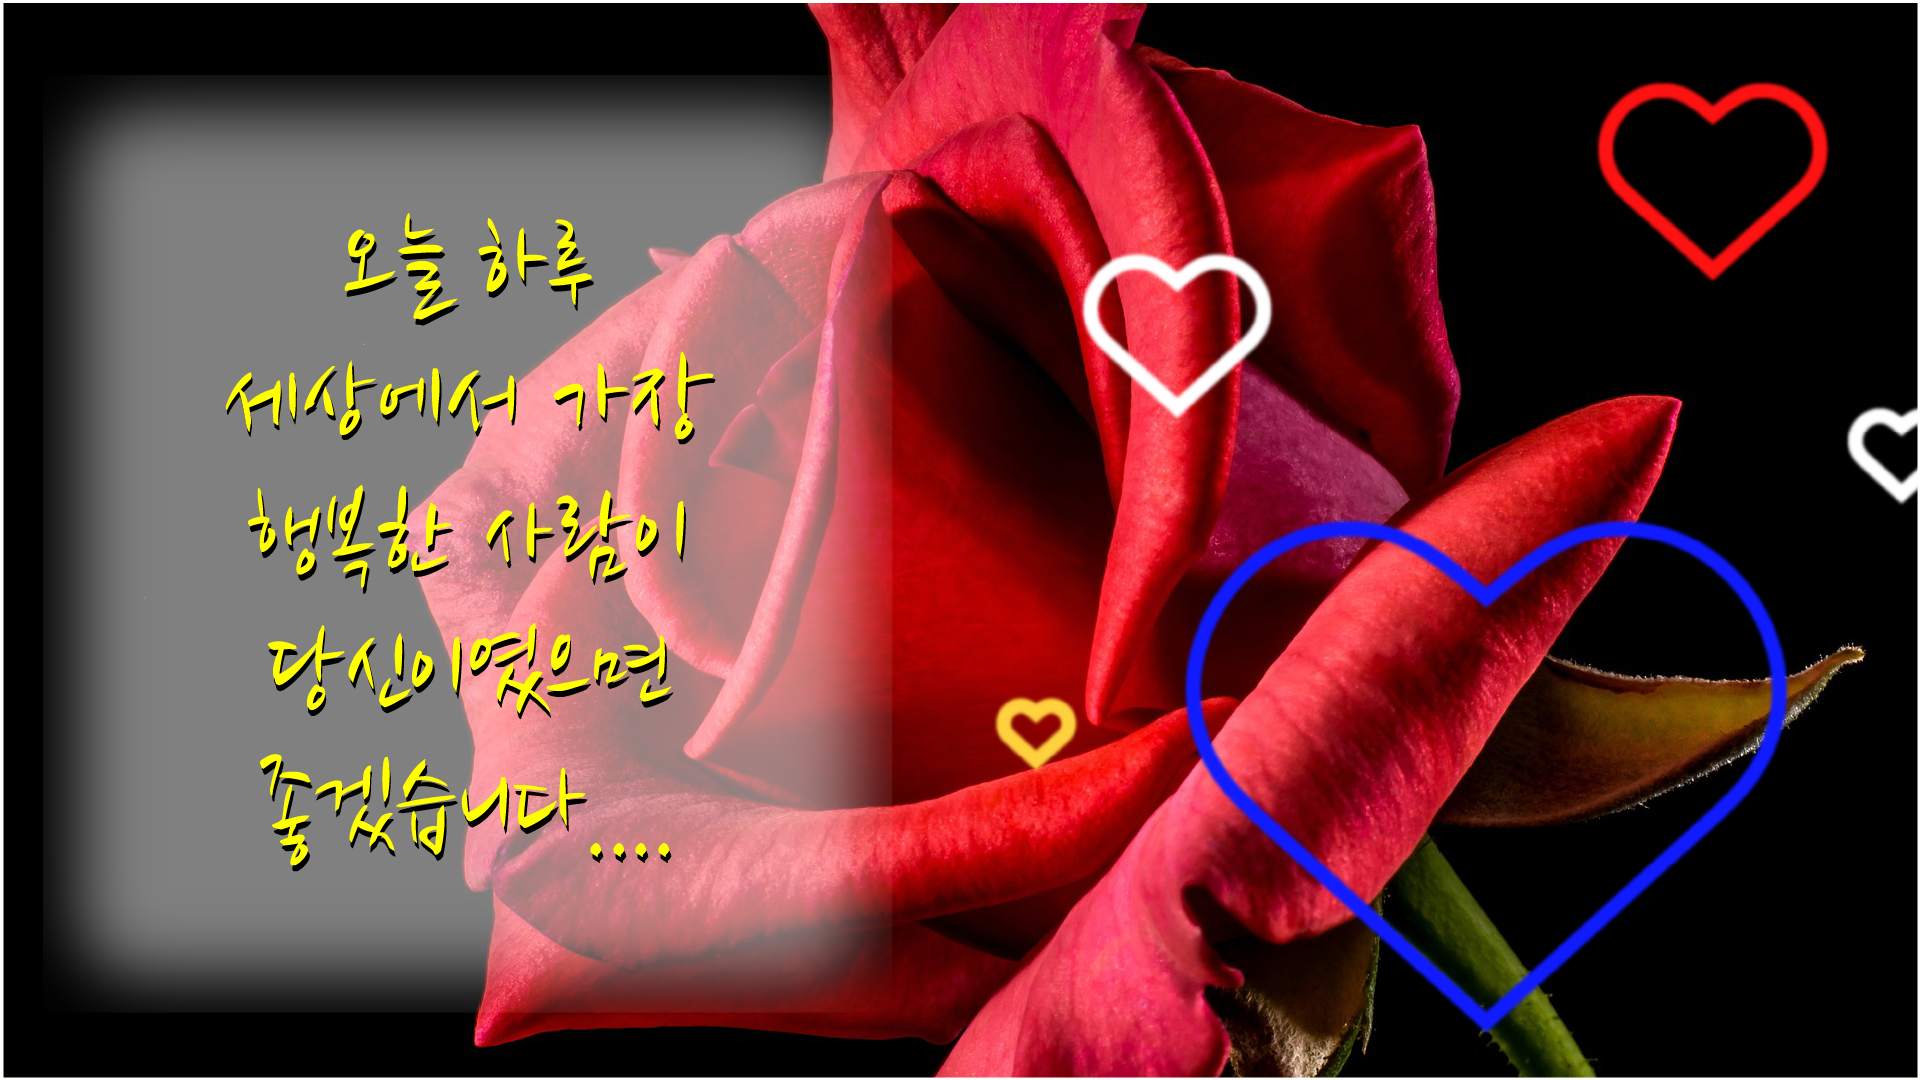 오늘 하루
세상에서 가장
행복한 사람이
당신이였으면
좋겠습니다 ....